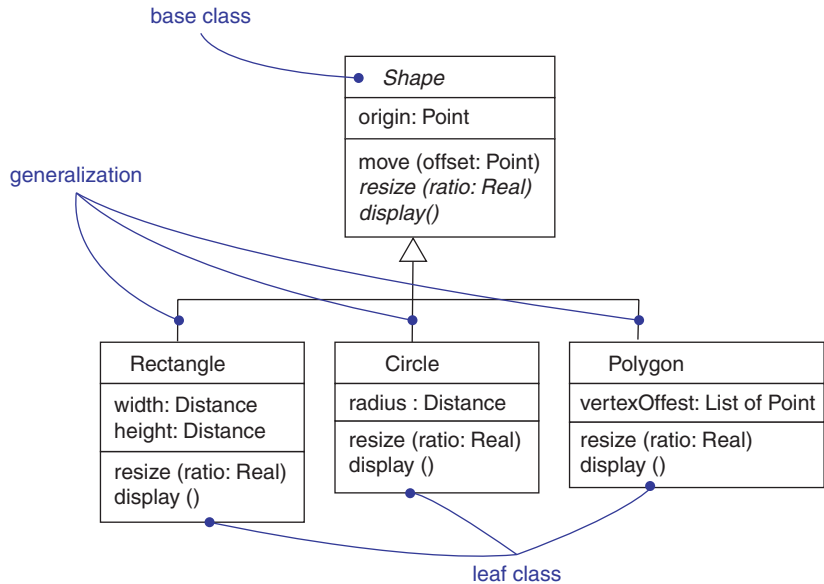 base class
Shape
origin: Point
move (offset: Point)
resize (ratio: Real)
display()
generalization
Rectangle
width: Distance
height: Distance
resize (ratio: Real)
display ()
Circle
radius : Distance
resize (ratio: Real)
display ()
Polygon
vertexOffest: List of Point
resize (ratio: Real)
display ()
leaf class